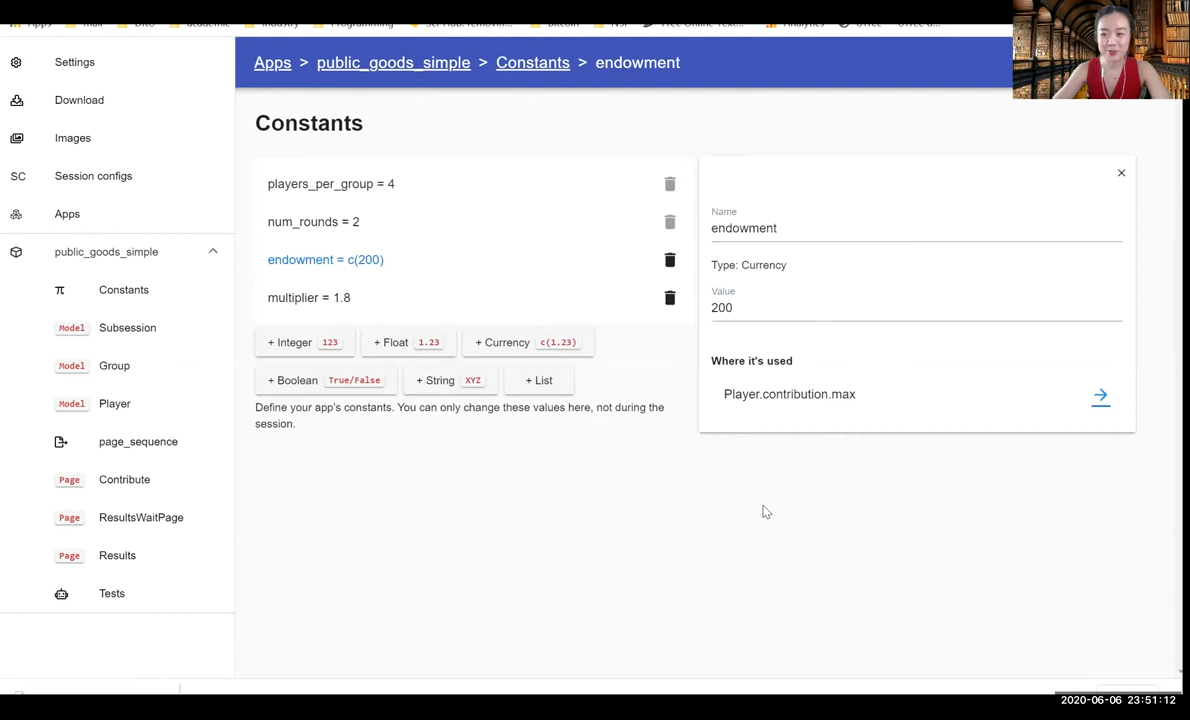 Settings
Download
Images
SC Session configs
Apps
public_goods_simple
π Constants
Model Subsession
Model Group
Model Player
page_sequence
Page Contribute
Page ResultsWaitPage
Page Results
Tests
Apps > public_goods_simple > Constants > endowment
Constants
players_per_group = 4
num_rounds = 2
endowment = c(200)
multiplier = 1.8
+ Integer 123 + Float 1.23 + Currency c(1.23)
+ Boolean True/False + String XYZ + List
Define your app's constants. You can only change these values here, not during the
session.
Name
endowment
Type: Currency
Value
200
Where it's used
Player.contribution.max
2020-06-06 23:51:12